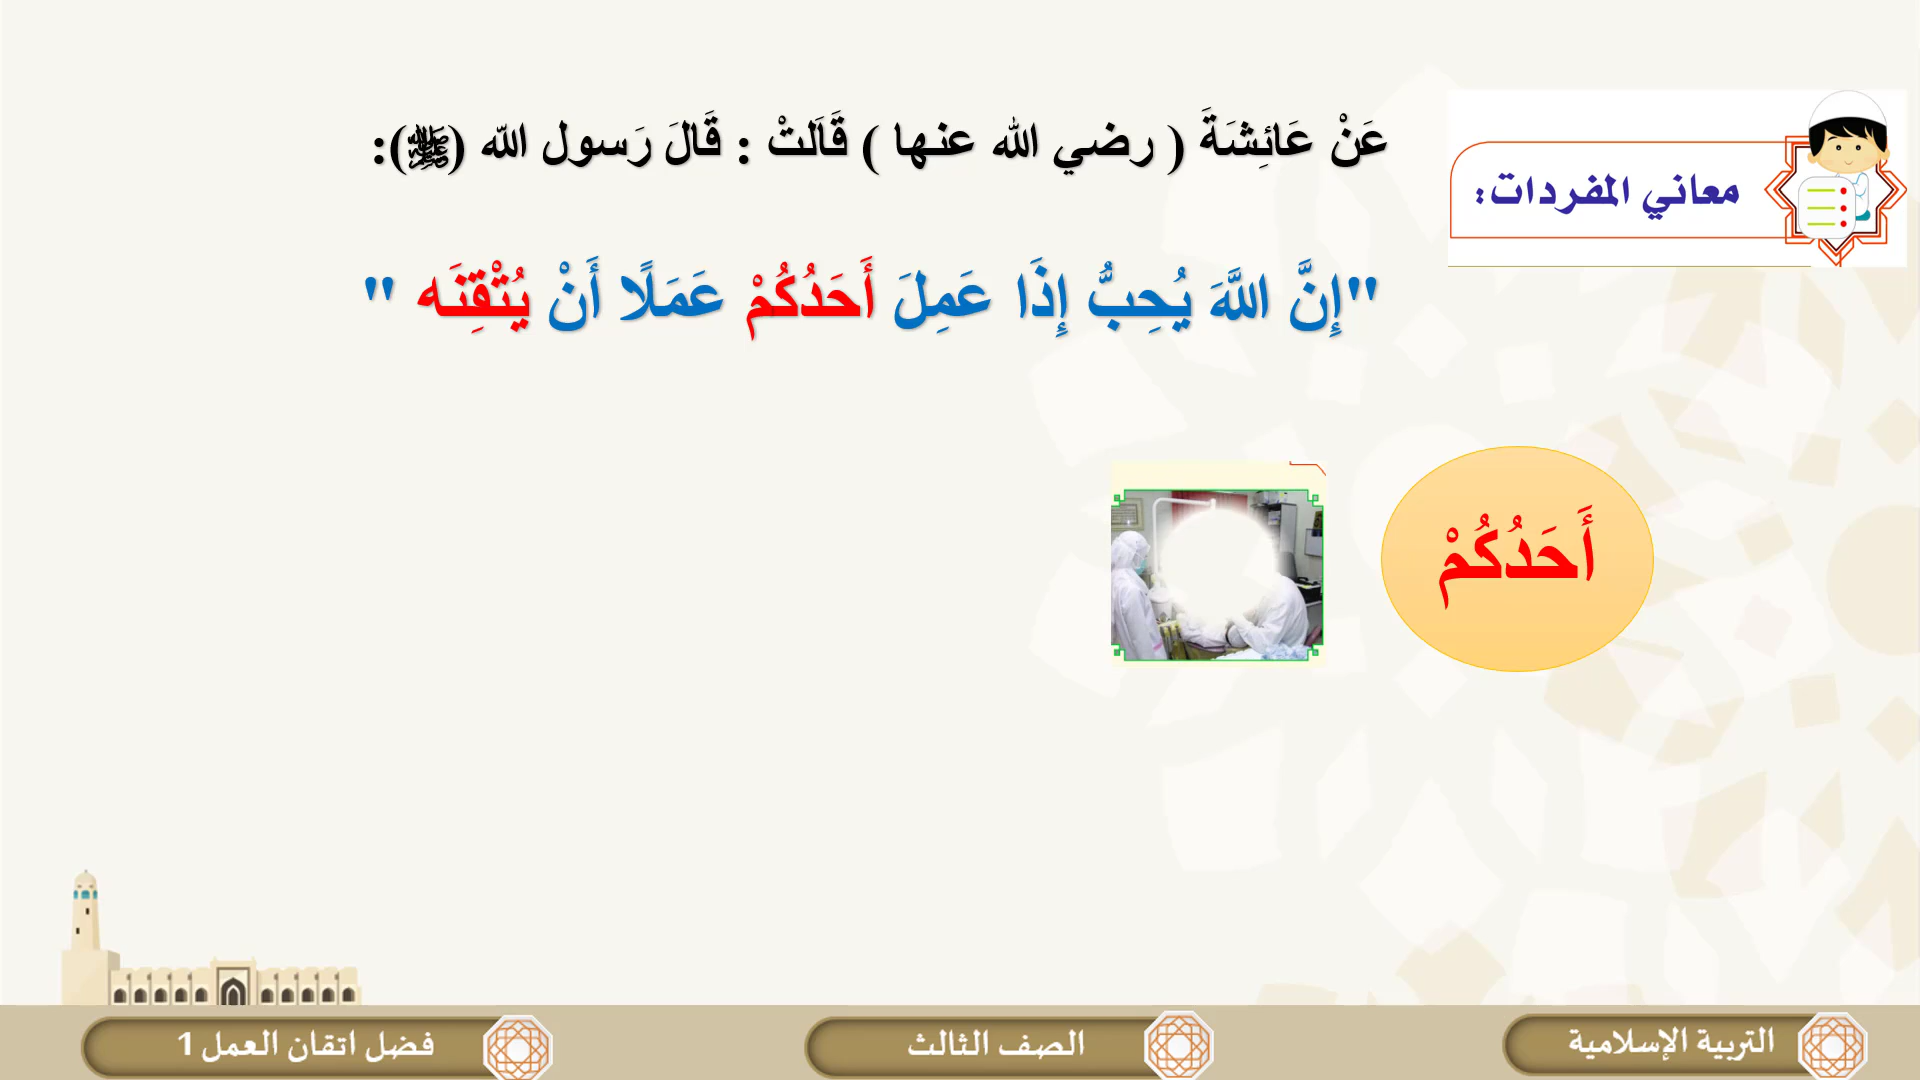 معاني المفردات:
عَنْ عَائِشَةَ ( رضي الله عنها ) قَالَتْ : قَالَ رَسول الله (ﷺ):
"إِنَّ اللَّهَ يُحِبُّ إِذَا عَمِلَ أَحَدُكُمْ عَمَلًا أَنْ يُتْقِنَه "
أَحَدُكُمْ
التربية الإسلامية
الصف الثالث
فضل اتقان العمل 1